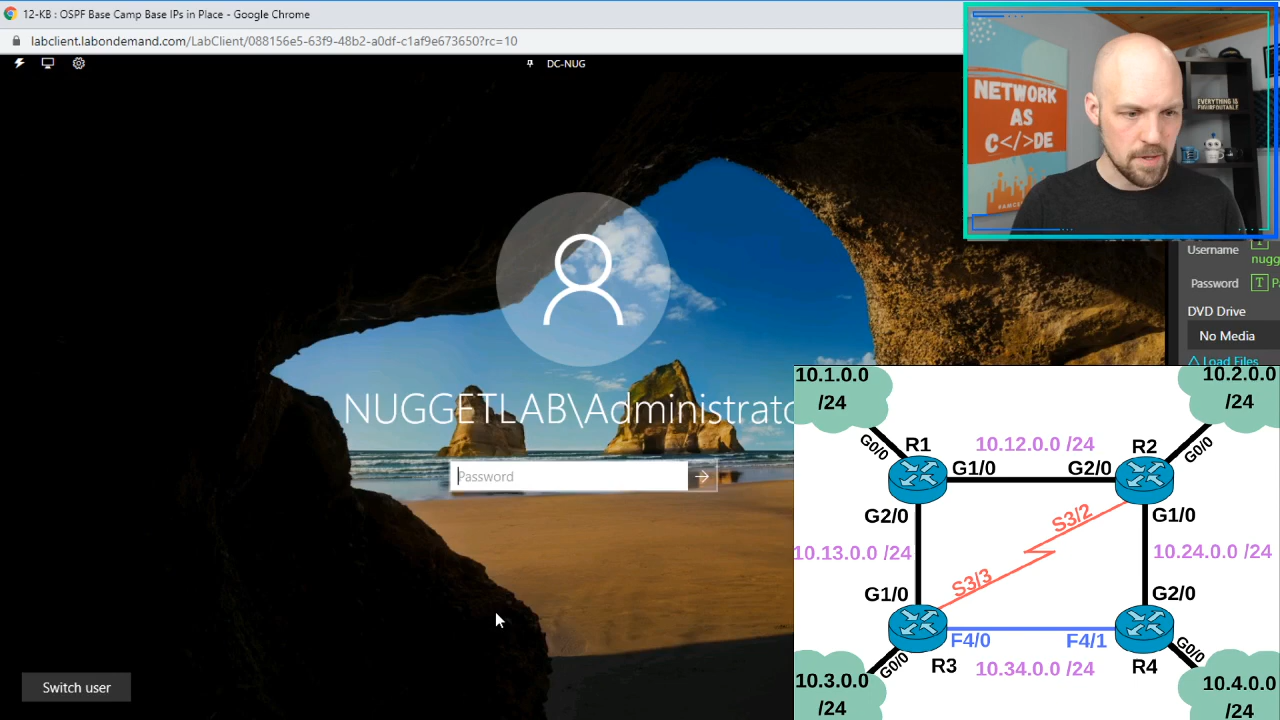 12-KB : OSPF Base Camp Base IPs in Place - Google Chrome
labclient.labondemand.com/LabClient/088156e5-63f9-48b2-a0df-c1af9e673650?rc=10
DC-NUG
NETWORK
AS
C</>DE
EVERYTHING IS
Username
nugg
Password
T
DVD Drive
No Media
Load Files
NUGGETLAB\Administrato
Password
Switch user
10.1.0.0
/24
10.2.0.0
/24
G0/0
R1
10.12.0.0 /24
R2
G0/0
G1/0
G2/0
G2/0
S3/2
G1/0
10.13.0.0 /24
10.24.0.0 /24
G1/0
S3/3
G2/0
F4/0
F4/1
G0/0
R3
10.34.0.0 /24
R4
G0/0
10.3.0.0
/24
10.4.0.0
/24